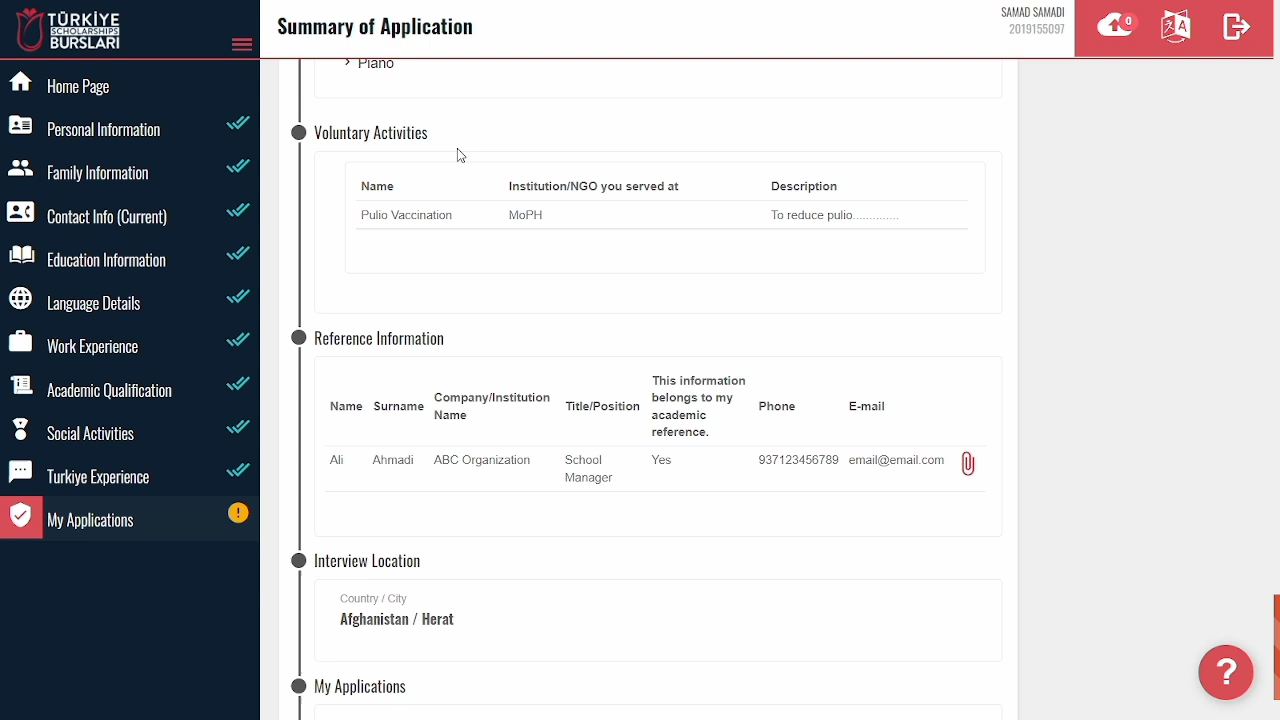 TÜRKİYE
SCHOLARSHIPS
BURSLARI
Summary of Application
SAMAD SAMADI
2019155097
0
Home Page
Personal Information
Family Information
Contact Info (Current)
Education Information
Language Details
Work Experience
Academic Qualification
Social Activities
Turkiye Experience
My Applications
!
Piano
Voluntary Activities
Name Institution/NGO you served at Description
Pulio Vaccination MoPH To reduce pulio..............
Reference Information
Name Surname Company/Institution Name Title/Position This information belongs to my academic reference. Phone E-mail
Ali Ahmadi ABC Organization School Manager Yes 937123456789 email@email.com
Interview Location
Country / City
Afghanistan / Herat
My Applications
?